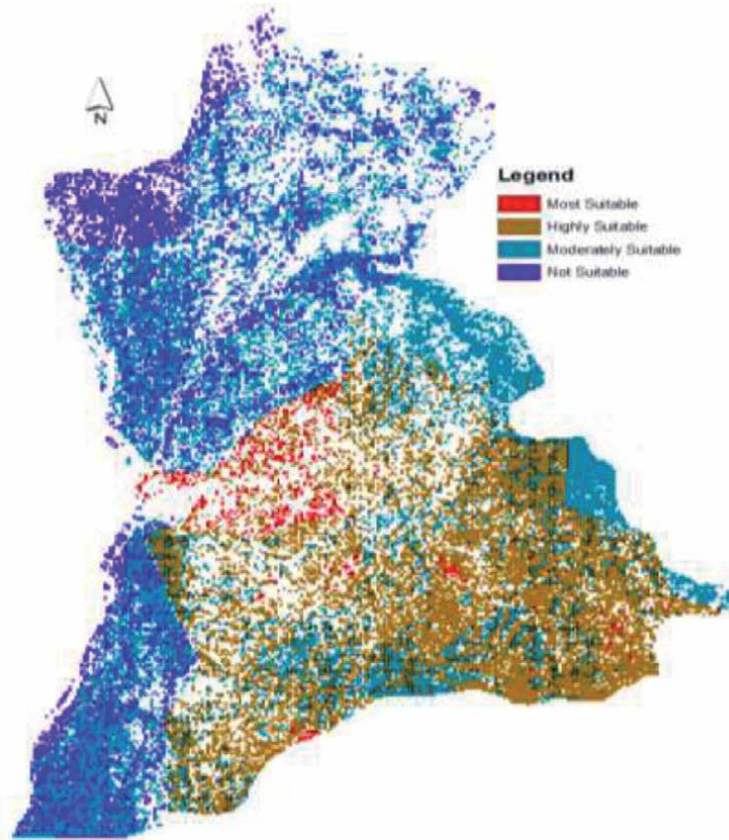 N
Legend
Most Suitable
Highly Suitable
Moderately Suitable
Not Suitable